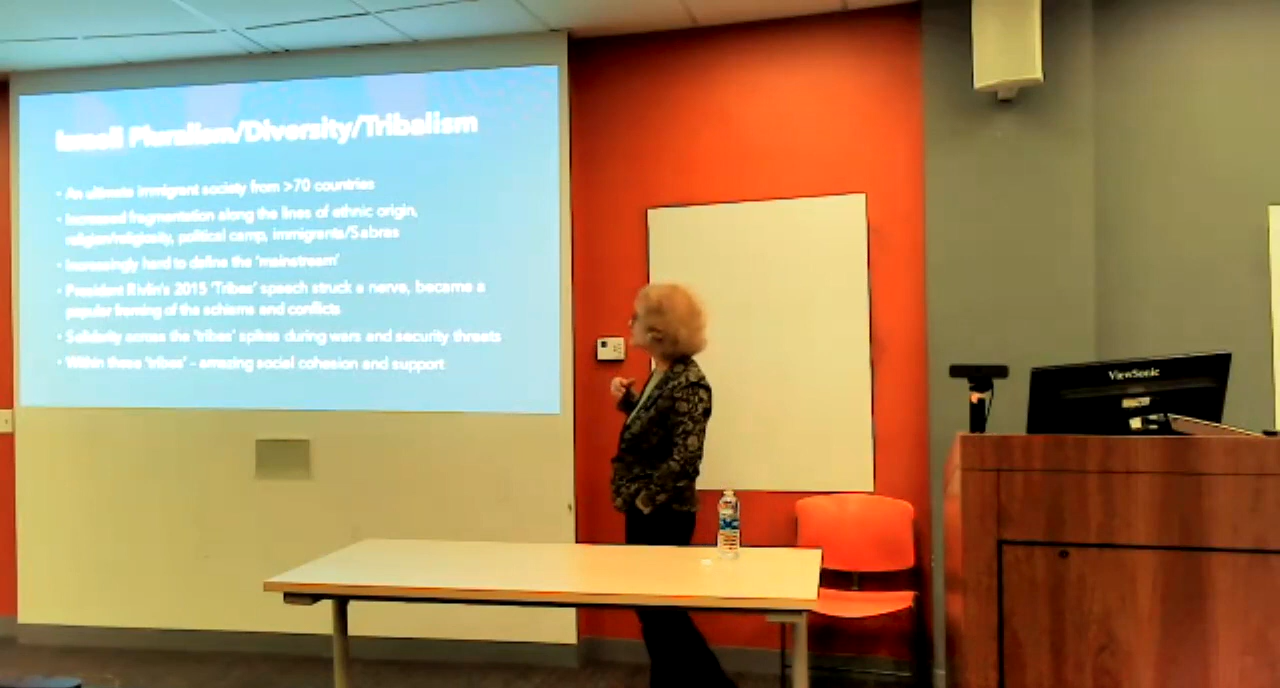 Israeli Pluralism/Diversity/Tribalism
• An ultimate immigrant society from >70 countries
• Increased fragmentation along the lines of ethnic origin,
religion/religiosity, political camp, immigrants/Sabras
• Increasingly hard to define the 'mainstream'
• President Rivlin's 2015 'Tribes' speech struck a nerve, became a
popular framing of the schisms and conflicts
• Solidarity across the 'tribes' spikes during wars and security threats
• Within these 'tribes' - amazing social cohesion and support
ViewSonic